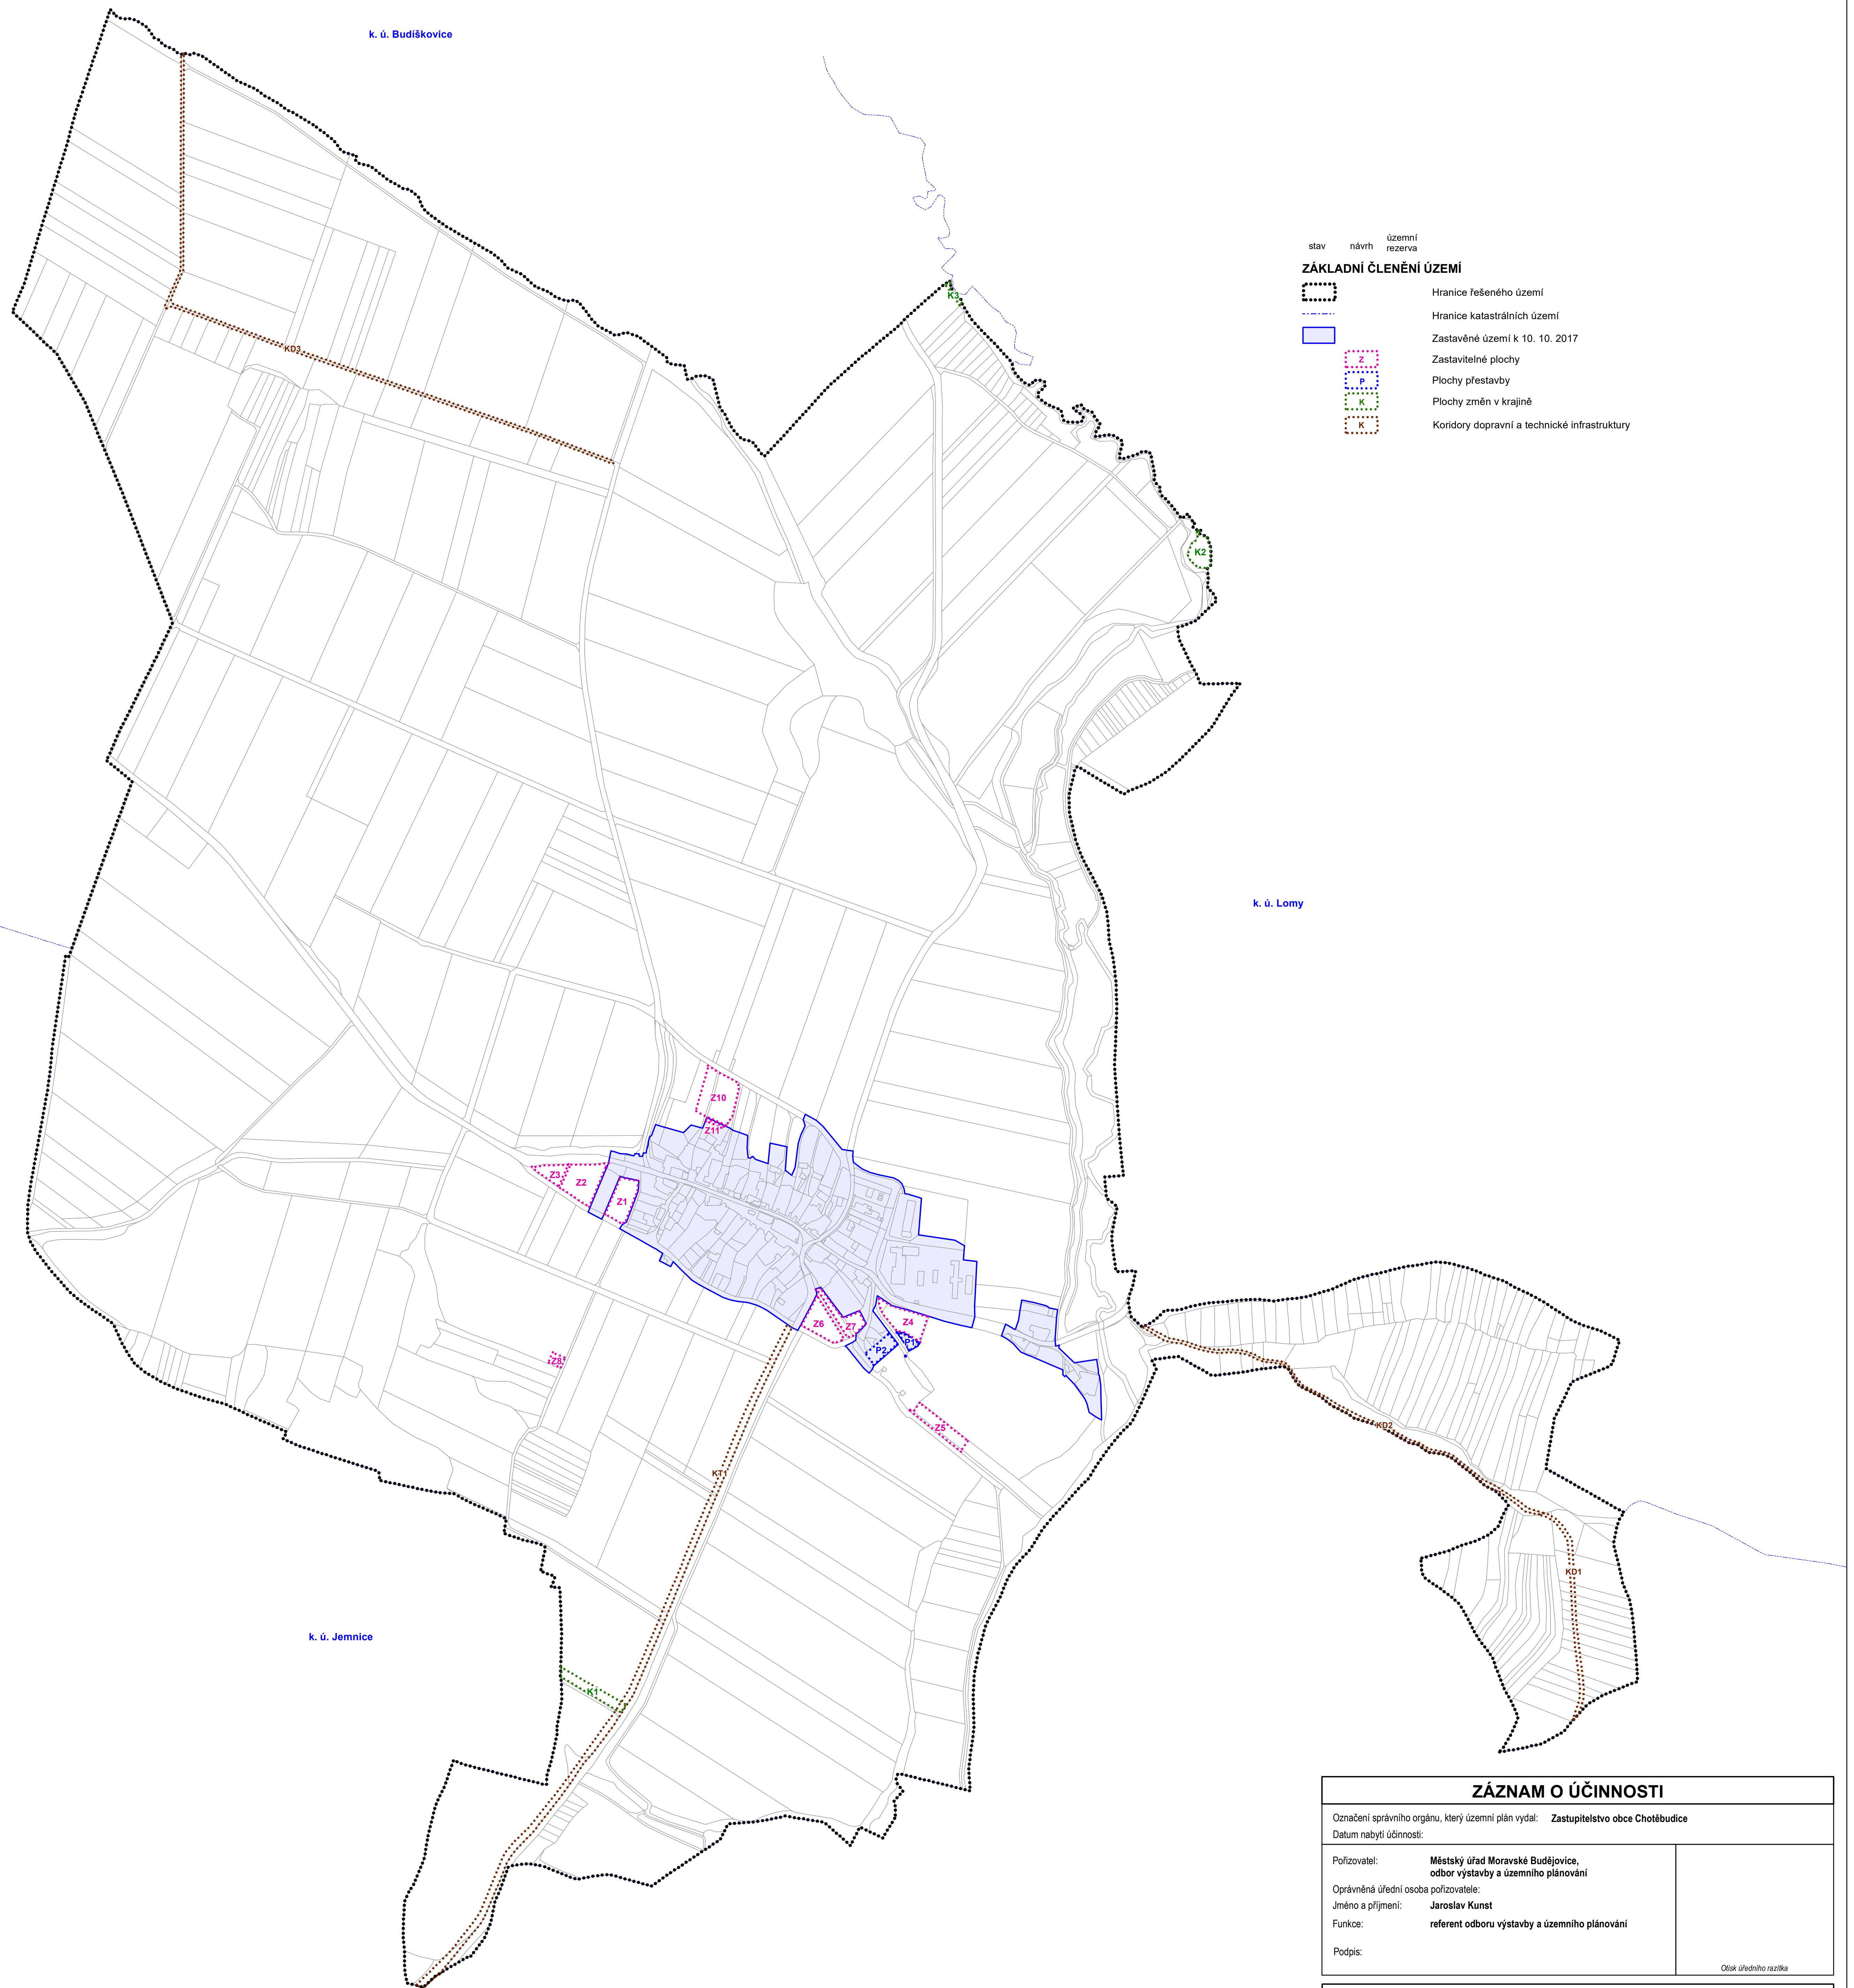 k. ú. Budíškovice
stav návrh územní rezerva
ZÁKLADNÍ ČLENĚNÍ ÚZEMÍ
Hranice řešeného území
Hranice katastrálních území
Zastavěné území k 10. 10. 2017
Z Zastavitelné plochy
P Plochy přestavby
K Plochy změn v krajině
K Koridory dopravní a technické infrastruktury
K3
KD3
K2
k. ú. Lomy
Z10
Z11
Z3
Z2
Z1
Z6
Z7
Z4
P1
P2
Z8
Z5
KD2
KT1
KD1
k. ú. Jemnice
K1
ZÁZNAM O ÚČINNOSTI
Označení správního orgánu, který územní plán vydal: Zastupitelstvo obce Chotěbudice
Datum nabytí účinnosti:
Pořizovatel: Městský úřad Moravské Budějovice,
odbor výstavby a územního plánování
Oprávněná úřední osoba pořizovatele:
Jméno a příjmení: Jaroslav Kunst
Funkce: referent odboru výstavby a územního plánování
Podpis:
Otisk úředního razítka